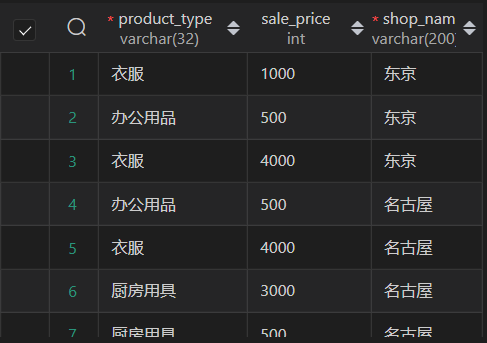 * product_type sale_price * shop_nam
varchar(32) int varchar(200)
1 衣服 1000 东京
2 办公用品 500 东京
3 衣服 4000 东京
4 办公用品 500 名古屋
5 衣服 4000 名古屋
6 厨房用具 3000 名古屋
7 厨房用具 500 名古屋